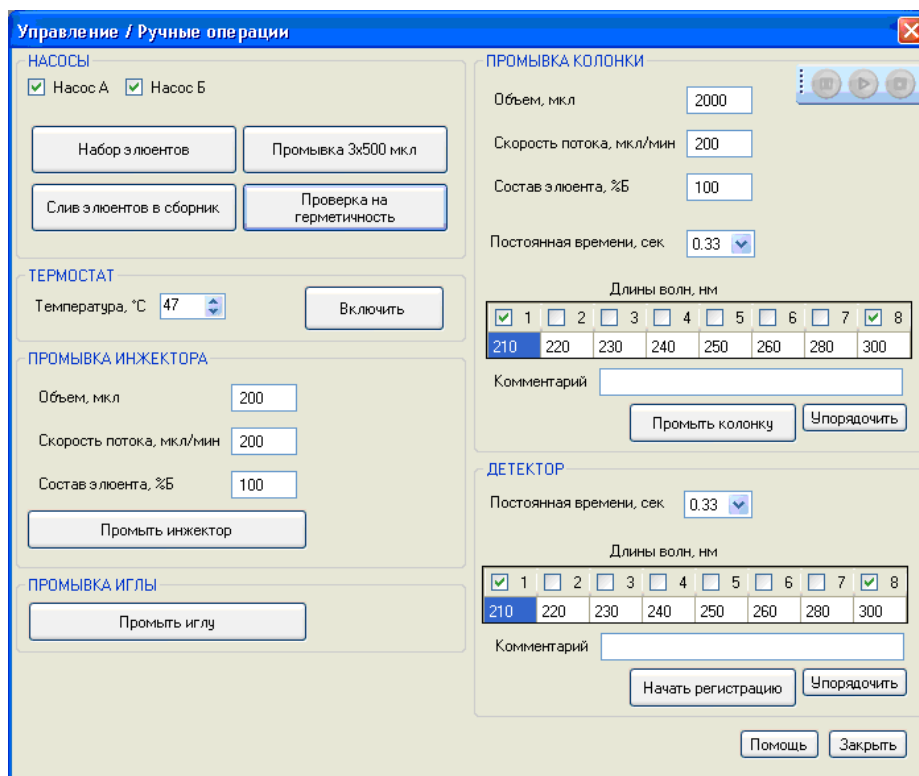 Управление / Ручные операции
НАСОСЫ
Насос А Насос Б
Набор элюентов Промывка 3x500 мкл
Слив элюентов в сборник Проверка на
герметичность
ТЕРМОСТАТ
Температура, °С 47 Включить
ПРОМЫВКА ИНЖЕКТОРА
Объем, мкл 200
Скорость потока, мкл/мин 200
Состав элюента, %Б 100
Промыть инжектор
ПРОМЫВКА ИГЛЫ
Промыть иглу
ПРОМЫВКА КОЛОНКИ
Объем, мкл 2000
Скорость потока, мкл/мин 200
Состав элюента, %Б 100
Постоянная времени, сек 0.33
Длины волн, нм
1 2 3 4 5 6 7 8
210 220 230 240 250 260 280 300
Комментарий
Промыть колонку Упорядочить
ДЕТЕКТОР
Постоянная времени, сек 0.33
Длины волн, нм
1 2 3 4 5 6 7 8
210 220 230 240 250 260 280 300
Комментарий
Начать регистрацию Упорядочить
Помощь Закрыть